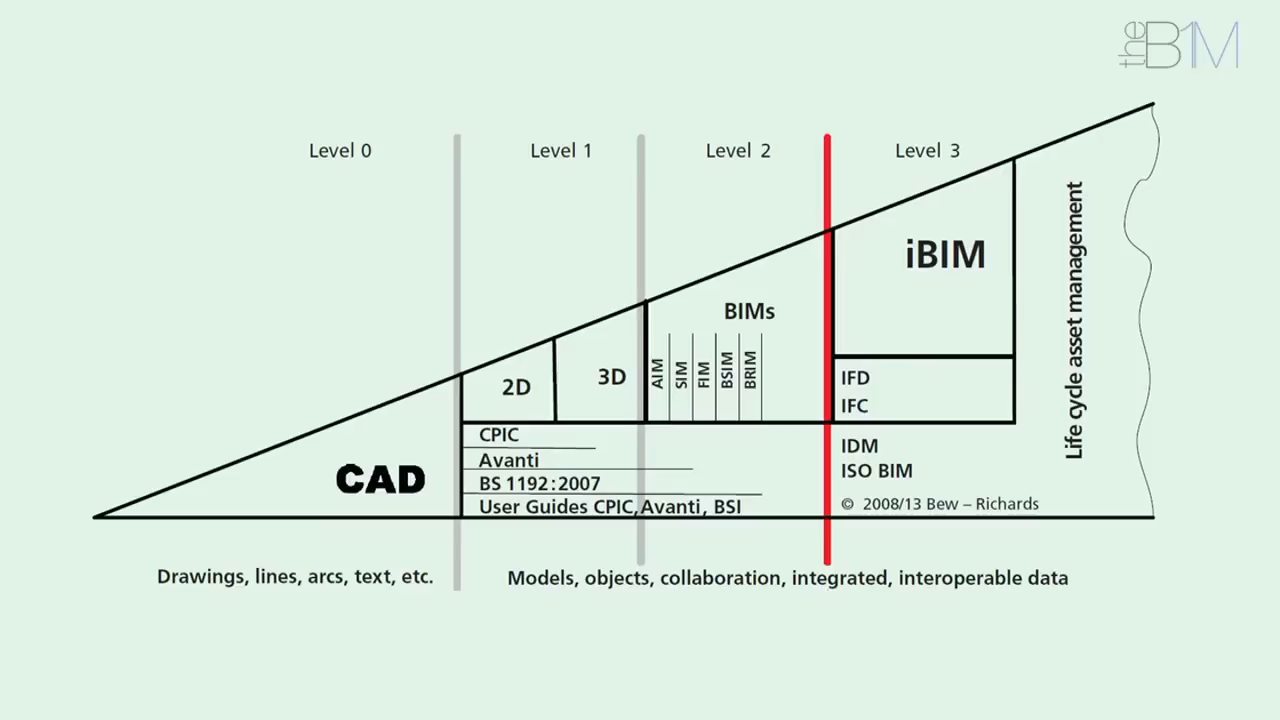 the B1M
Level 0
Level 1
Level 2
Level 3
iBIM
BIMs
2D
3D
AIM
SIM
FIM
BSIM
BRIM
IFD
IFC
CAD
CPIC
Avanti
BS 1192:2007
User Guides CPIC, Avanti, BSI
IDM
ISO BIM
© 2008/13 Bew – Richards
Life cycle asset management
Drawings, lines, arcs, text, etc.
Models, objects, collaboration, integrated, interoperable data